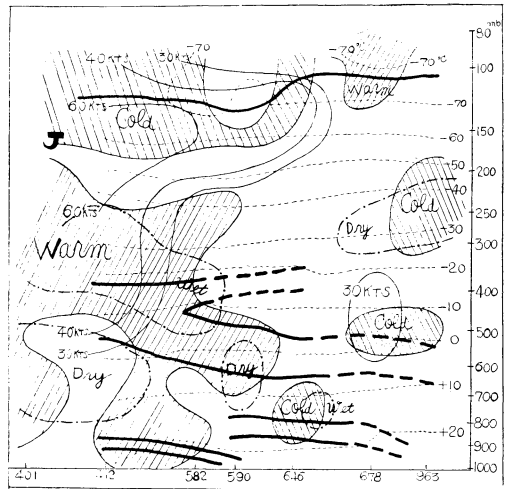 mb
80
40KTS -70 30KTS -70° -70°C
100
Warm
60KTS -70
Cold
150
J -60
-50 200
-40
60KTS Cold 250
Dry -30
Warm 300
-20
Wet 30KTS 400
-10
Cold
40KTS 0 500
30KTS
Dry Dry 600
+10
700
Cold Wet
800
+20
900
1000
401 582 590 646 678 963